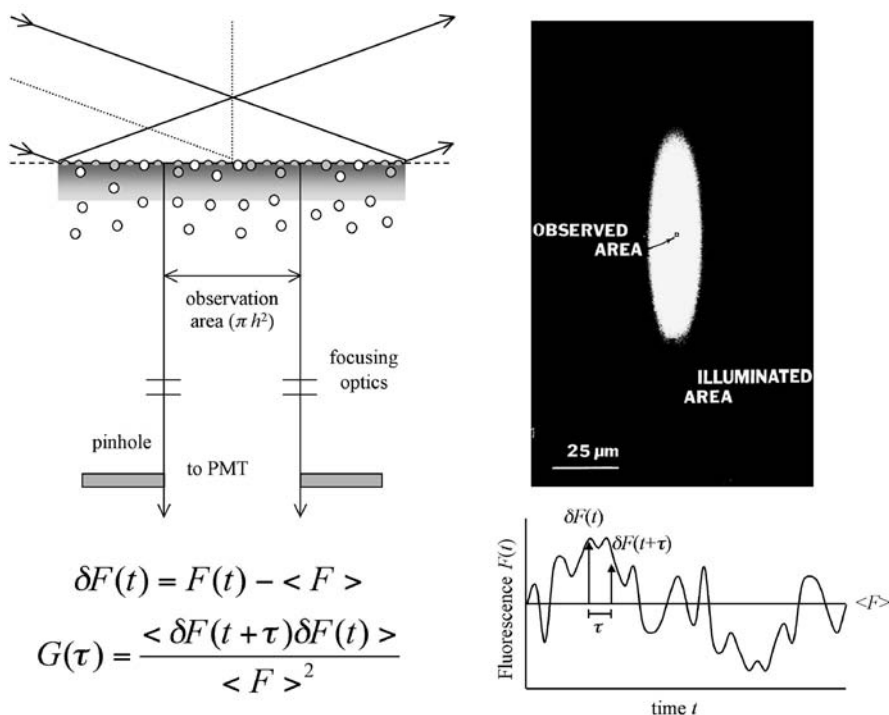 observation
area (π h²)
focusing
optics
pinhole
to PMT
δF(t) = F(t) − < F >
G(τ) = < δF(t + τ)δF(t) > / < F >²
OBSERVED
AREA
ILLUMINATED
AREA
25 μm
Fluorescence F(t)
δF(t)
δF(t+τ)
τ
<F>
time t